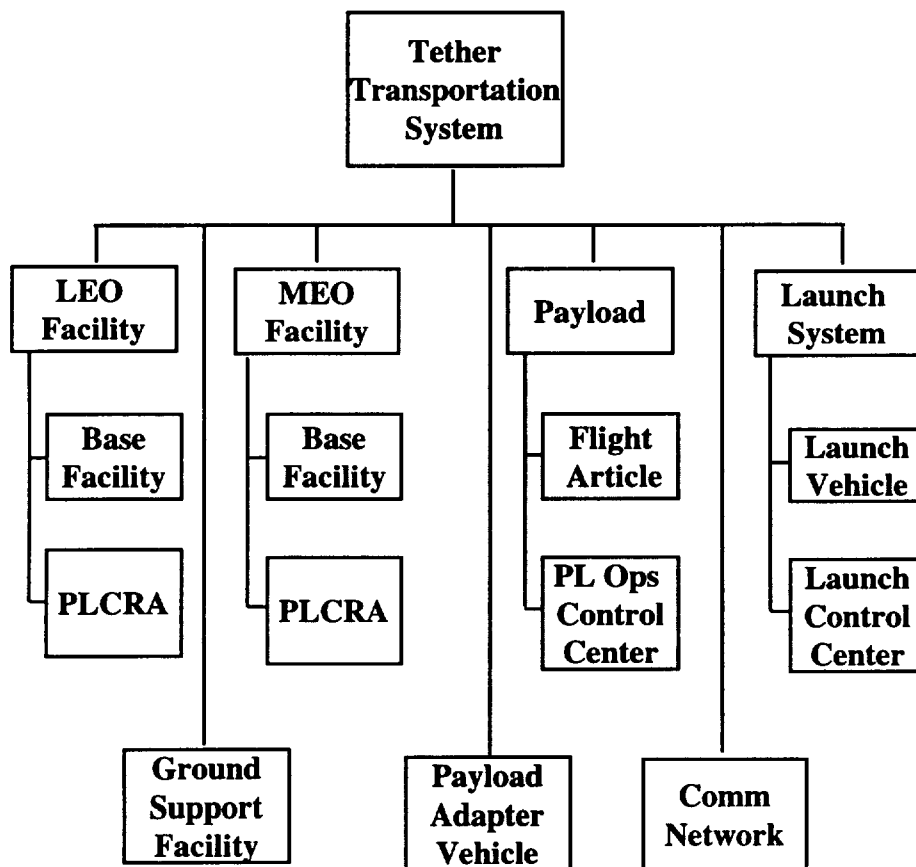 Tether
Transportation
System
LEO
Facility
MEO
Facility
Payload
Launch
System
Base
Facility
Base
Facility
Flight
Article
Launch
Vehicle
PLCRA
PLCRA
PL Ops
Control
Center
Launch
Control
Center
Ground
Support
Facility
Payload
Adapter
Vehicle
Comm
Network